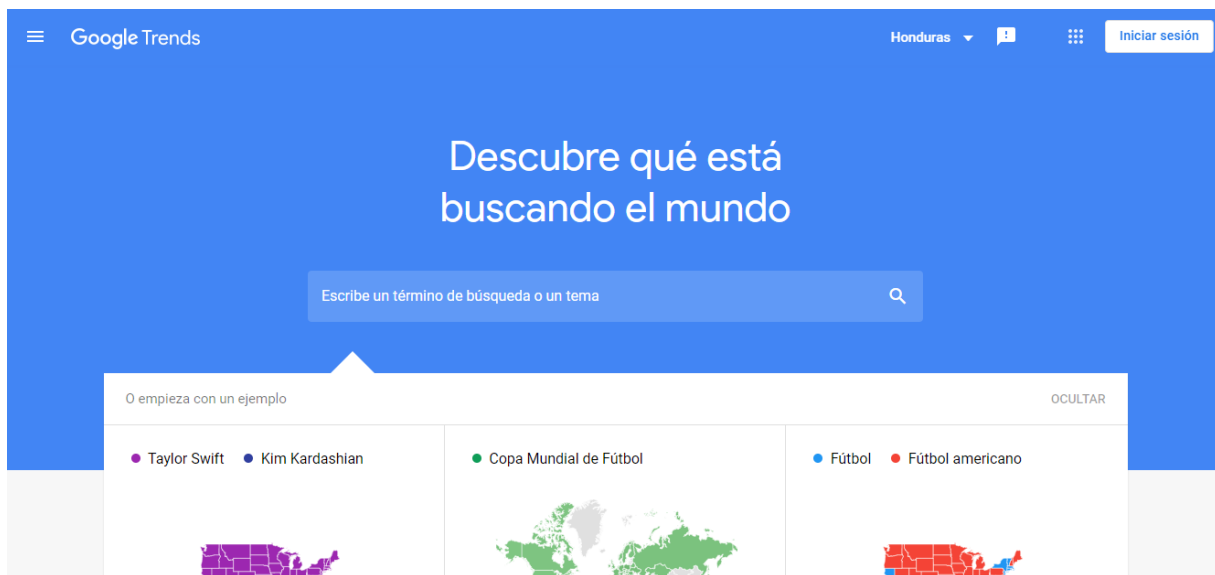 Google Trends
Honduras
Iniciar sesión
Descubre qué está
buscando el mundo
Escribe un término de búsqueda o un tema
O empieza con un ejemplo
OCULTAR
Taylor Swift
Kim Kardashian
Copa Mundial de Fútbol
Fútbol
Fútbol americano